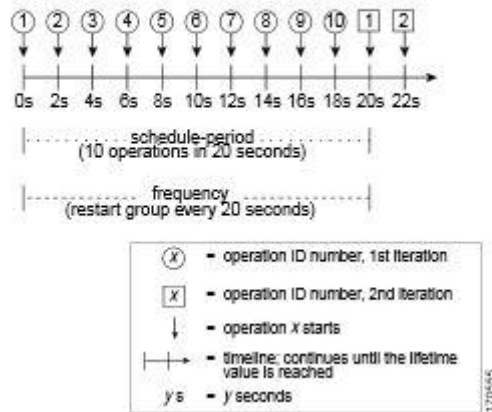 1 2 3 4 5 6 7 8 9 10 1 2
0s 2s 4s 6s 8s 10s 12s 14s 16s 18s 20s 22s
schedule-period
(10 operations in 20 seconds)
frequency
(restart group every 20 seconds)
x = operation ID number, 1st iteration
x = operation ID number, 2nd iteration
= operation x starts
= timeline; continues until the lifetime
value is reached
y s = y seconds